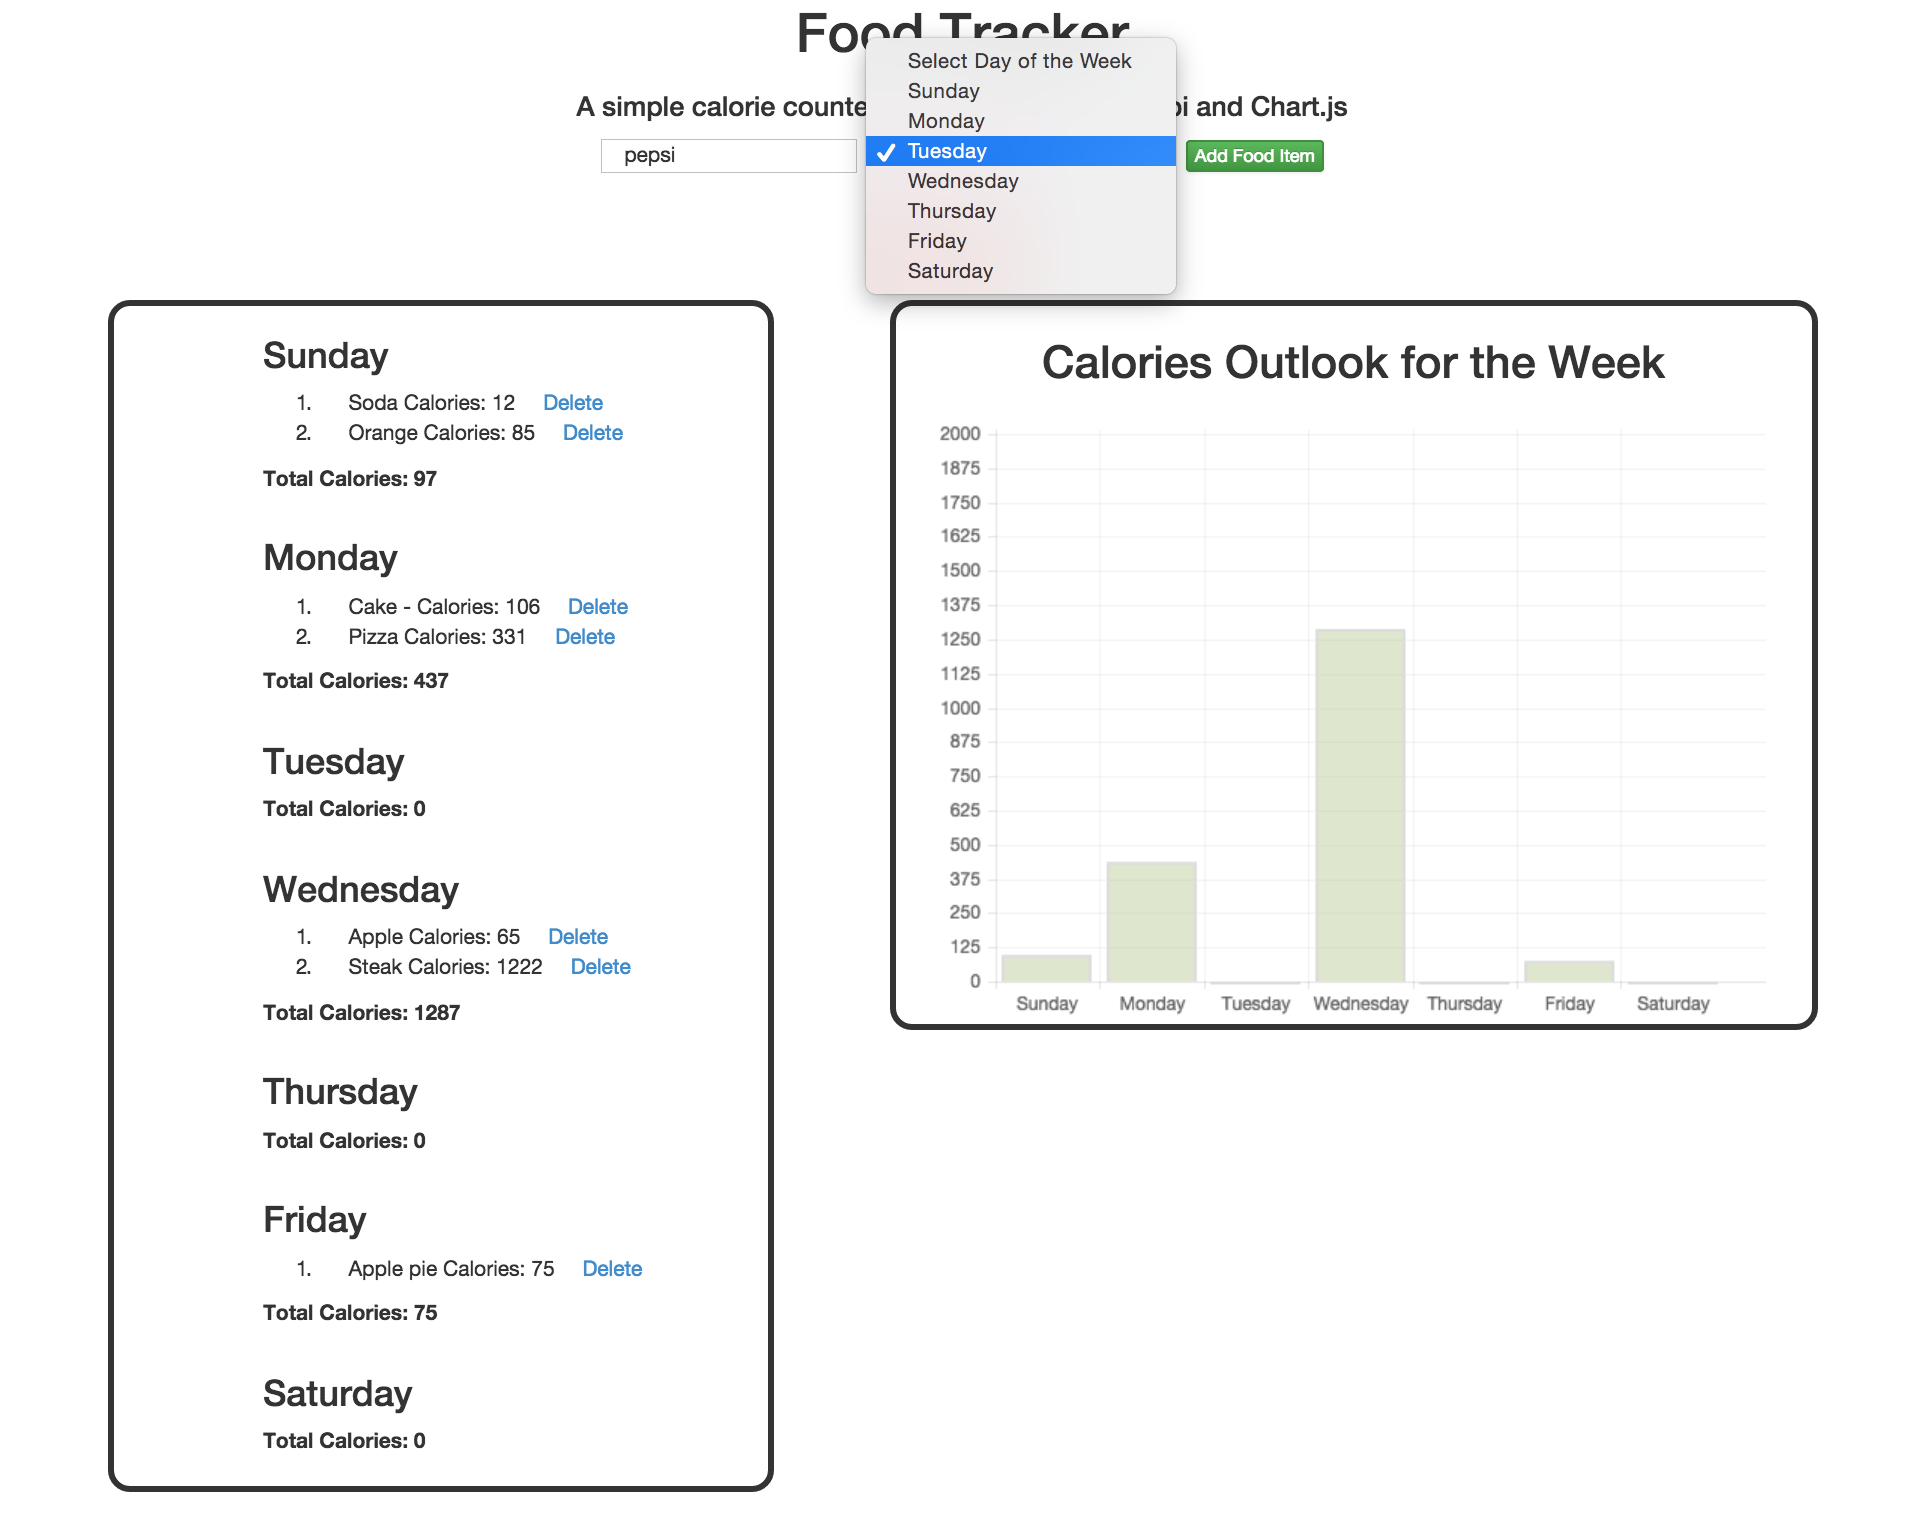 Food Tracker
A simple calorie counte
pi and Chart.js
pepsi
Select Day of the Week
Sunday
Monday
✓ Tuesday
Wednesday
Thursday
Friday
Saturday
Add Food Item
Sunday
1. Soda Calories: 12 Delete
2. Orange Calories: 85 Delete
Total Calories: 97
Monday
1. Cake - Calories: 106 Delete
2. Pizza Calories: 331 Delete
Total Calories: 437
Tuesday
Total Calories: 0
Wednesday
1. Apple Calories: 65 Delete
2. Steak Calories: 1222 Delete
Total Calories: 1287
Thursday
Total Calories: 0
Friday
1. Apple pie Calories: 75 Delete
Total Calories: 75
Saturday
Total Calories: 0
Calories Outlook for the Week
2000
1875
1750
1625
1500
1375
1250
1125
1000
875
750
625
500
375
250
125
0
Sunday Monday Tuesday Wednesday Thursday Friday Saturday